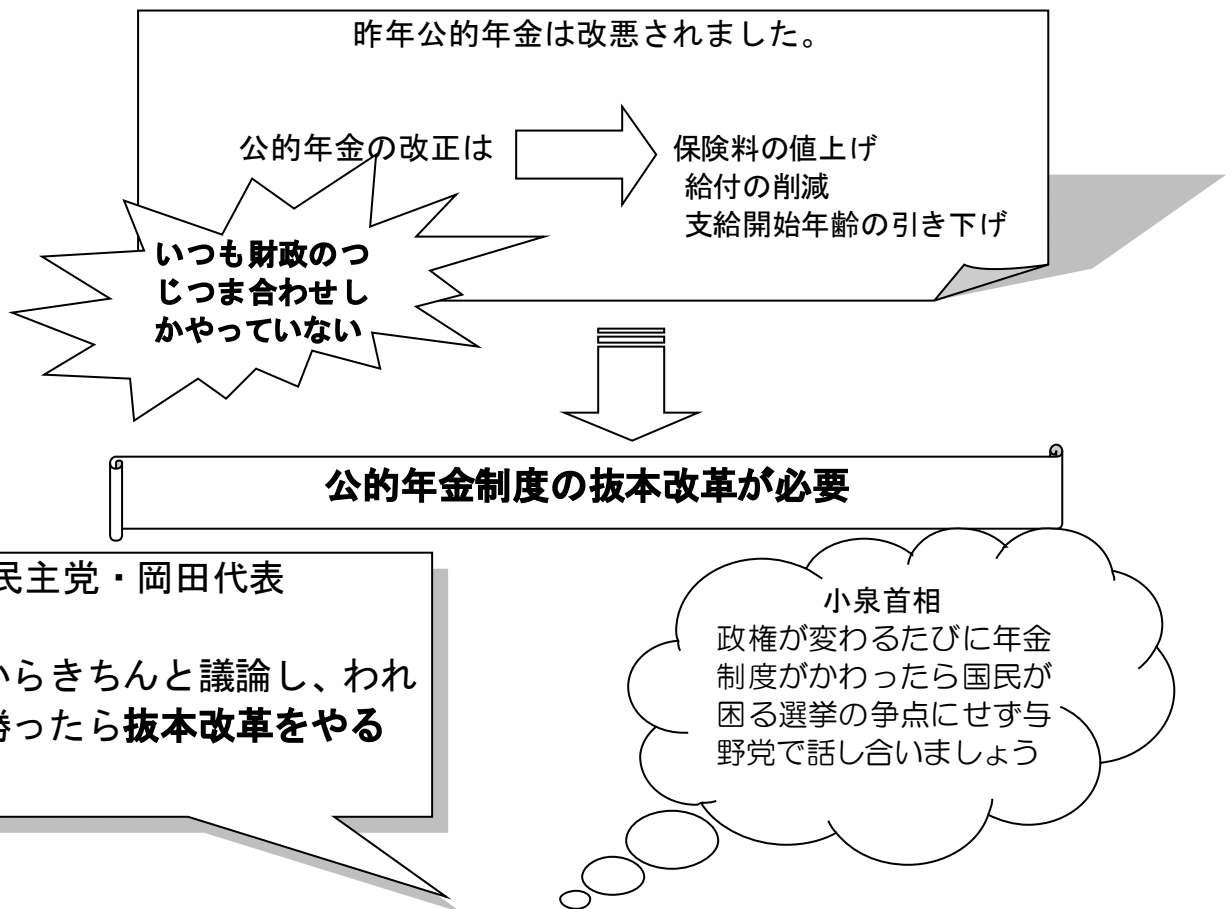 昨年公的年金は改悪されました。
公的年金の改正は
保険料の値上げ
給付の削減
支給開始年齢の引き下げ
いつも財政のつ
じつま合わせし
かやっていない
公的年金制度の抜本改革が必要
民主党・岡田代表
らきちんと議論し、われ
勝ったら抜本改革をやる
小泉首相
政権が変わるたびに年金
制度がかわったら国民が
困る選挙の争点にせず与
野党で話し合いましょう